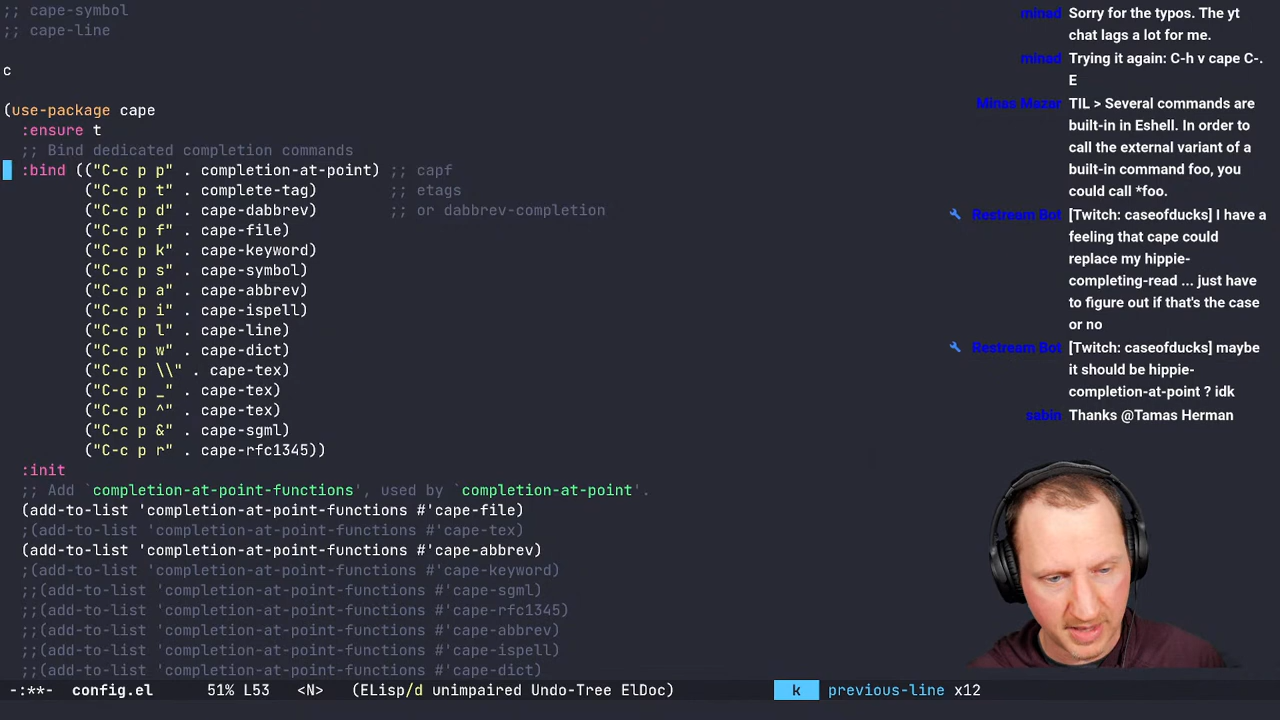 ;; cape-symbol
;; cape-line
c
(use-package cape
:ensure t
;; Bind dedicated completion commands
:bind (("C-c p p" . completion-at-point) ;; capf
("C-c p t" . complete-tag) ;; etags
("C-c p d" . cape-dabbrev) ;; or dabbrev-completion
("C-c p f" . cape-file)
("C-c p k" . cape-keyword)
("C-c p s" . cape-symbol)
("C-c p a" . cape-abbrev)
("C-c p i" . cape-ispell)
("C-c p l" . cape-line)
("C-c p w" . cape-dict)
("C-c p \\" . cape-tex)
("C-c p _" . cape-tex)
("C-c p ^" . cape-tex)
("C-c p &" . cape-sgml)
("C-c p r" . cape-rfc1345))
:init
;; Add `completion-at-point-functions', used by `completion-at-point'.
(add-to-list 'completion-at-point-functions #'cape-file)
;(add-to-list 'completion-at-point-functions #'cape-tex)
(add-to-list 'completion-at-point-functions #'cape-abbrev)
;(add-to-list 'completion-at-point-functions #'cape-keyword)
;;(add-to-list 'completion-at-point-functions #'cape-sgml)
;;(add-to-list 'completion-at-point-functions #'cape-rfc1345)
;;(add-to-list 'completion-at-point-functions #'cape-abbrev)
;;(add-to-list 'completion-at-point-functions #'cape-ispell)
;;(add-to-list 'completion-at-point-functions #'cape-dict)
-:**- config.el 51% L53 <N> (ELisp/d unimpaired Undo-Tree ElDoc) k previous-line x12
minad Sorry for the typos. The yt
chat lags a lot for me.
minad Trying it again: C-h v cape C-.
E
Minas Mazar TIL > Several commands are
built-in in Eshell. In order to
call the external variant of a
built-in command foo, you
could call *foo.
Restream Bot [Twitch: caseofducks] I have a
feeling that cape could
replace my hippie-
completing-read ... just have
to figure out if that's the case
or no
Restream Bot [Twitch: caseofducks] maybe
it should be hippie-
completion-at-point ? idk
sabin Thanks @Tamas Herman